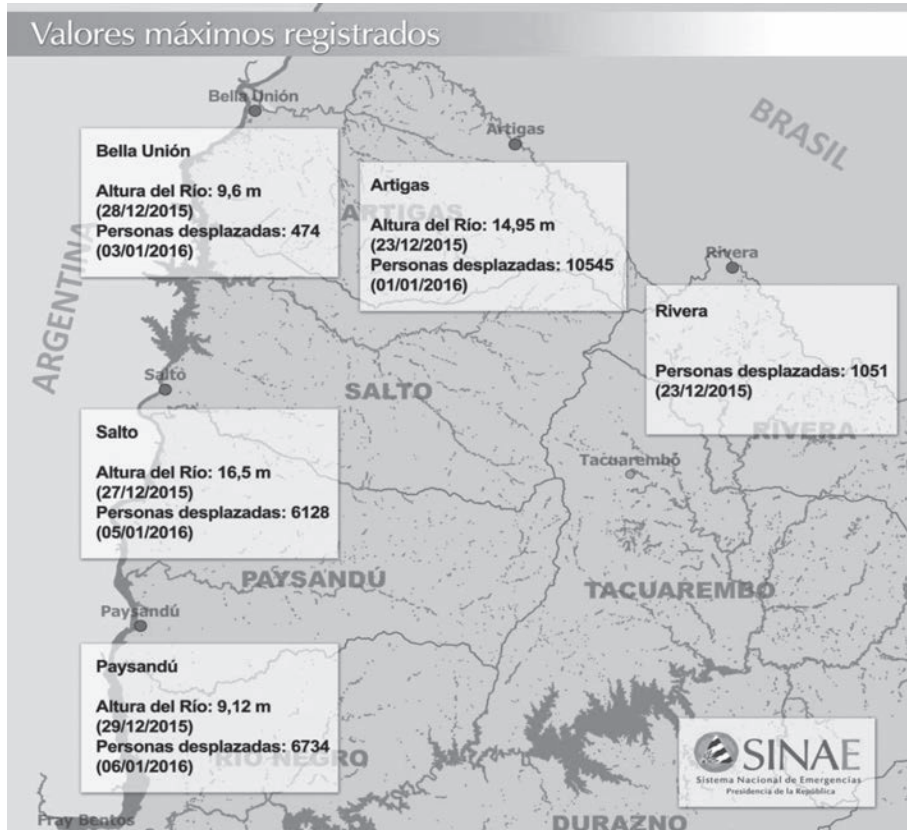 Valores máximos registrados
Bella Unión
Artigas
BRASIL
Bella Unión
Altura del Río: 9,6 m
(28/12/2015)
Personas desplazadas: 474
(03/01/2016)
Artigas
ARTIGAS
Altura del Río: 14,95 m
(23/12/2015)
Personas desplazadas: 10545
(01/01/2016)
ARGENTINA
Rivera
Rivera
Personas desplazadas: 1051
(23/12/2015)
RIVERA
Salto
SALTO
Salto
Altura del Río: 16,5 m
(27/12/2015)
Personas desplazadas: 6128
(05/01/2016)
Tacuarembó
PAYSANDÚ
TACUAREMBÓ
Paysandú
Paysandú
Altura del Río: 9,12 m
(29/12/2015)
Personas desplazadas: 6734
(06/01/2016)
RÍO NEGRO
SINAE
Sistema Nacional de Emergencias
Presidencia de la República
Fray Bentos
DURAZNO